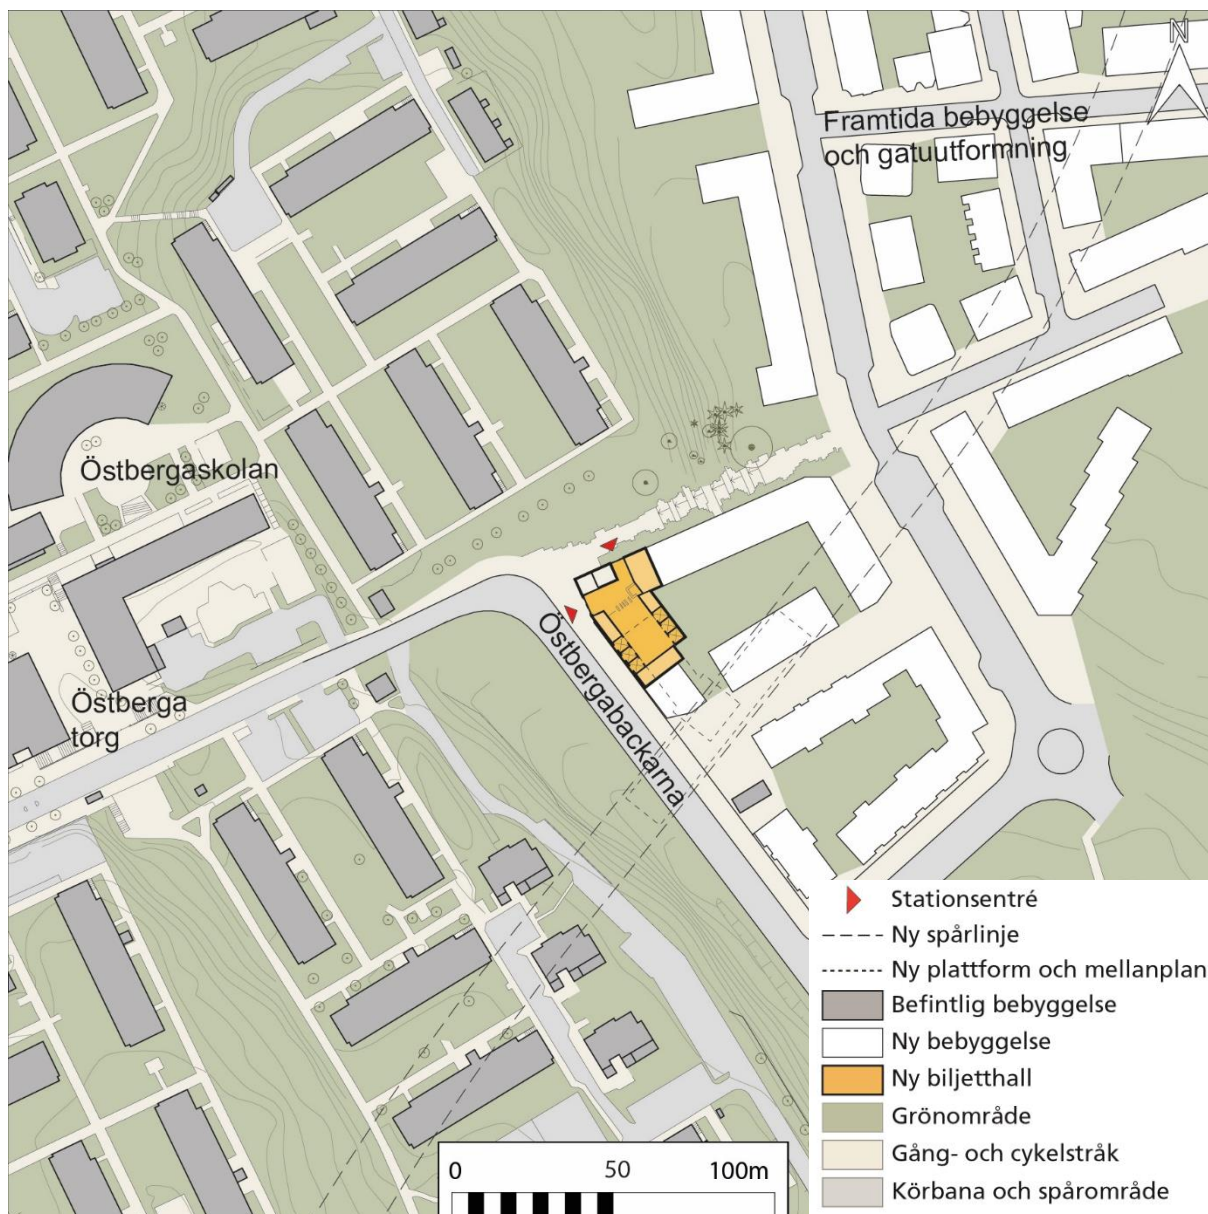 N
Framtida bebyggelse
och gatuutformning
Östbergaskolan
Östberga
torg
Östbergabackarna
Stationsentré
Ny spårlinje
Ny plattform och mellanplan
Befintlig bebyggelse
Ny bebyggelse
Ny biljetthall
Grönområde
Gång- och cykelstråk
Körbana och spårområde
0 50 100m